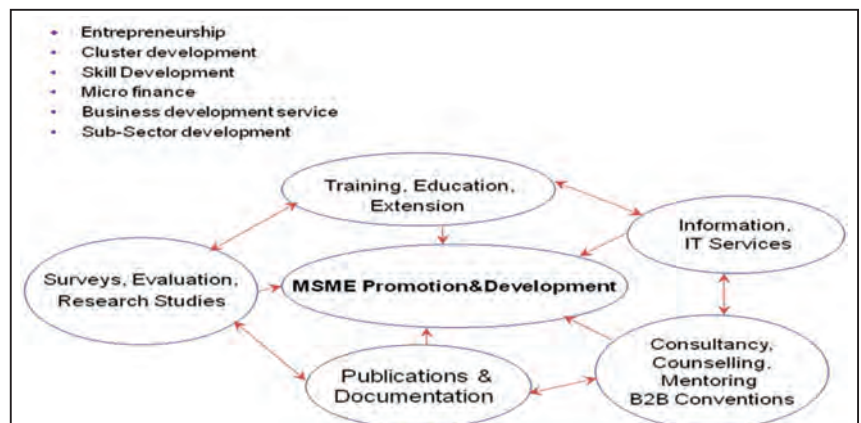 Entrepreneurship
Cluster development
Skill Development
Micro finance
Business development service
Sub-Sector development
Training, Education,
Extension
Information,
IT Services
Surveys, Evaluation,
Research Studies
MSME Promotion&Development
Consultancy,
Counselling,
Mentoring
B2B Conventions
Publications &
Documentation